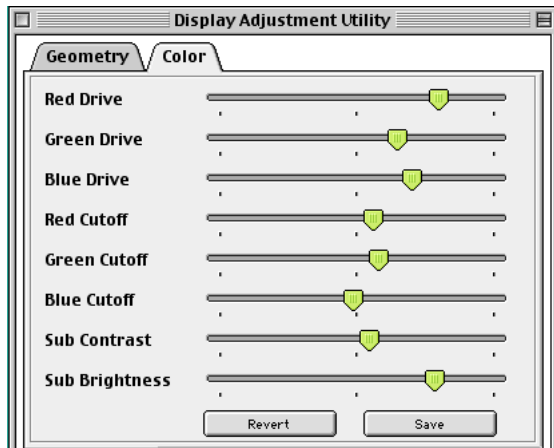 Display Adjustment Utility
Geometry Color
Red Drive
Green Drive
Blue Drive
Red Cutoff
Green Cutoff
Blue Cutoff
Sub Contrast
Sub Brightness
Revert Save